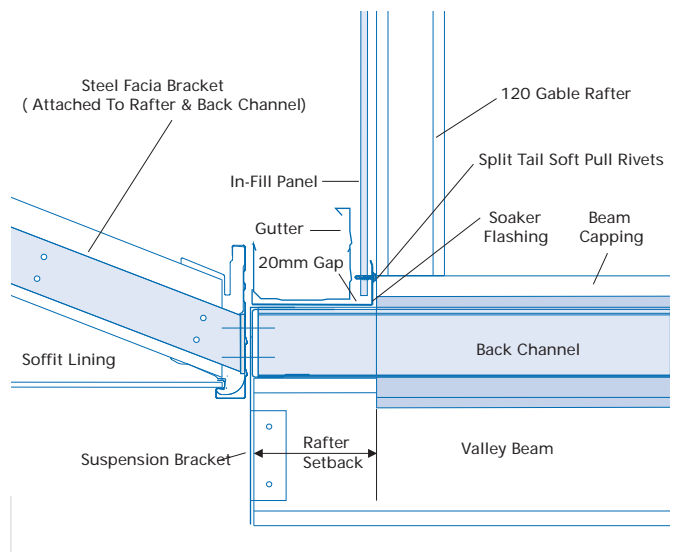 Steel Facia Bracket
( Attached To Rafter & Back Channel)
120 Gable Rafter
Split Tail Soft Pull Rivets
In-Fill Panel
Gutter
20mm Gap
Soaker
Flashing
Beam
Capping
Soffit Lining
Back Channel
Suspension Bracket
Rafter
Setback
Valley Beam